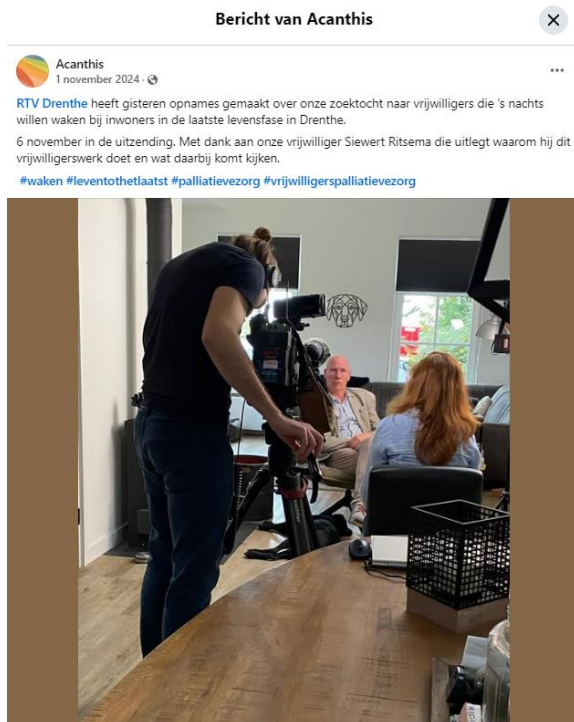 Bericht van Acanthis
Acanthis
1 november 2024 ·
RTV Drenthe heeft gisteren opnames gemaakt over onze zoektocht naar vrijwilligers die 's nachts
willen waken bij inwoners in de laatste levensfase in Drenthe.
6 november in de uitzending. Met dank aan onze vrijwilliger Siewert Ritsema die uitlegt waarom hij dit
vrijwilligerswerk doet en wat daarbij komt kijken.
#waken #leventothetlaatst #palliatievezorg #vrijwilligerspalliatievezorg